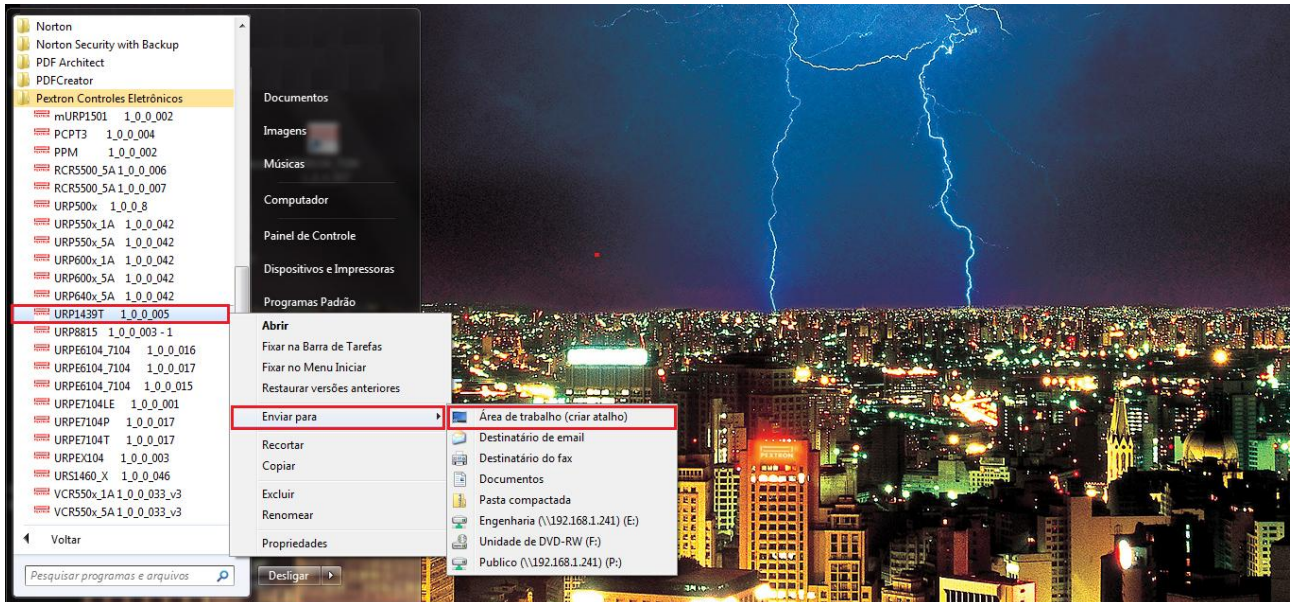 Norton
Norton Security with Backup
PDF Architect
PDFCreator
Pextron Controles Eletrônicos
mURP1501 1_0_0_002
PCPT3 1_0_0_004
PPM 1_0_0_002
RCR5500_5A 1_0_0_006
RCR5500_5A 1_0_0_007
URP500x 1_0_0_8
URP550x_1A 1_0_0_042
URP550x_5A 1_0_0_042
URP600x_1A 1_0_0_042
URP600x_5A 1_0_0_042
URP640x_5A 1_0_0_042
URP1439T 1_0_0_005
URP8815 1_0_0_003 - 1
URPE6104_7104 1_0_0_016
URPE6104_7104 1_0_0_017
URPE6104_7104 1_0_0_015
URPE7104LE 1_0_0_001
URPE7104P 1_0_0_017
URPE7104T 1_0_0_017
URPEX104 1_0_0_003
URS1460_X 1_0_0_046
VCR550x_1A 1_0_0_033_v3
VCR550x_5A 1_0_0_033_v3
Voltar
Pesquisar programas e arquivos
Documentos
Imagens
Músicas
Computador
Painel de Controle
Dispositivos e Impressoras
Programas Padrão
Desligar
Abrir
Fixar na Barra de Tarefas
Fixar no Menu Iniciar
Restaurar versões anteriores
Enviar para
Recortar
Copiar
Excluir
Renomear
Propriedades
Área de trabalho (criar atalho)
Destinatário de email
Destinatário do fax
Documentos
Pasta compactada
Engenharia (\\192.168.1.241) (E:)
Unidade de DVD-RW (F:)
Publico (\\192.168.1.241) (P:)
PEXTRON